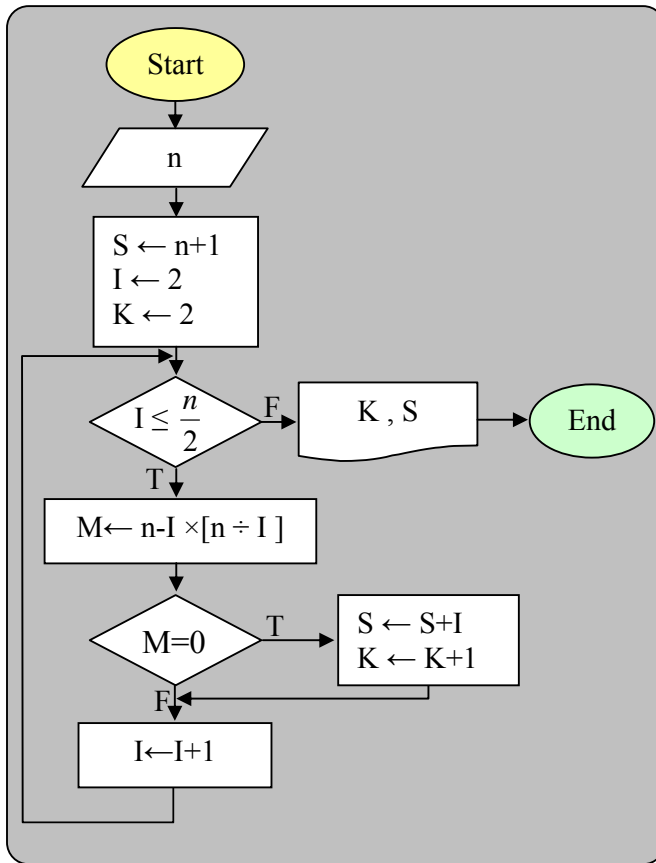 Start
n
S ← n+1
I ← 2
K ← 2
I ≤ n/2
F
K , S
End
T
M← n-I ×[n ÷ I ]
M=0
T
S ← S+I
K ← K+1
F
I←I+1